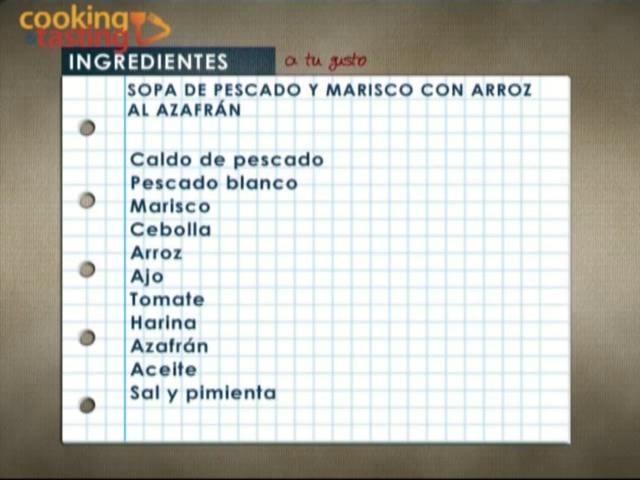 cooking
&tasting
INGREDIENTES a tu gusto
SOPA DE PESCADO Y MARISCO CON ARROZ
AL AZAFRÁN
Caldo de pescado
Pescado blanco
Marisco
Cebolla
Arroz
Ajo
Tomate
Harina
Azafrán
Aceite
Sal y pimienta